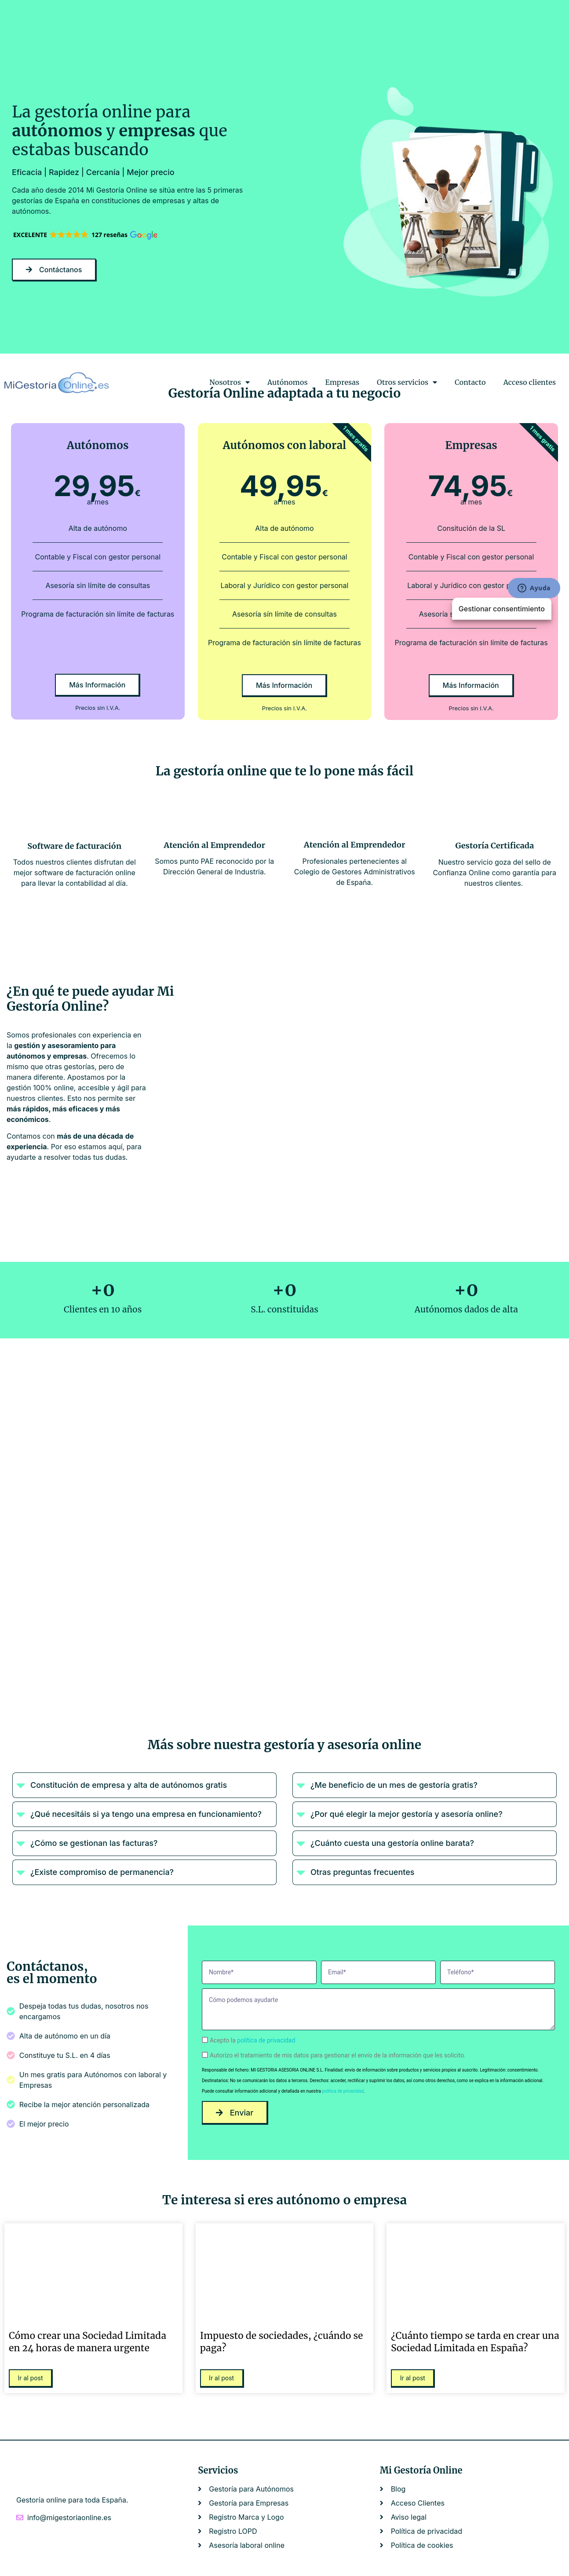 La gestoría online para
autónomos y empresas que
estabas buscando
Eficacia | Rapidez | Cercanía | Mejor precio
Cada año desde 2014 Mi Gestoría Online se sitúa entre las 5 primeras
gestorías de España en constituciones de empresas y altas de
autónomos.
EXCELENTE 127 reseñas Google
Contáctanos
MiGestoría Online.es
Nosotros
Autónomos
Empresas
Otros servicios
Contacto
Acceso clientes
Gestoría Online adaptada a tu negocio
Autónomos
29,95€
al mes
Alta de autónomo
Contable y Fiscal con gestor personal
Asesoría sin límite de consultas
Programa de facturación sin límite de facturas
Más Información
Precios sin I.V.A.
1 mes gratis
Autónomos con laboral
49,95€
al mes
Alta de autónomo
Contable y Fiscal con gestor personal
Laboral y Jurídico con gestor personal
Asesoría sín límite de consultas
Programa de facturación sin límite de facturas
Más Información
Precios sin I.V.A.
1 mes gratis
Empresas
74,95€
al mes
Consitución de la SL
Contable y Fiscal con gestor personal
Laboral y Jurídico con gestor
Asesoría
Programa de facturación sin límite de facturas
Más Información
Precios sin I.V.A.
Ayuda
Gestionar consentimiento
La gestoría online que te lo pone más fácil
Software de facturación
Todos nuestros clientes disfrutan del
mejor software de facturación online
para llevar la contabilidad al día.
Atención al Emprendedor
Somos punto PAE reconocido por la
Dirección General de Industria.
Atención al Emprendedor
Profesionales pertenecientes al
Colegio de Gestores Administrativos
de España.
Gestoría Certificada
Nuestro servicio goza del sello de
Confianza Online como garantía para
nuestros clientes.
¿En qué te puede ayudar Mi
Gestoría Online?
Somos profesionales con experiencia en
la gestión y asesoramiento para
autónomos y empresas. Ofrecemos lo
mismo que otras gestorías, pero de
manera diferente. Apostamos por la
gestión 100% online, accesible y ágil para
nuestros clientes. Esto nos permite ser
más rápidos, más eficaces y más
económicos.
Contamos con más de una década de
experiencia. Por eso estamos aquí, para
ayudarte a resolver todas tus dudas.
+0
Clientes en 10 años
+0
S.L. constituidas
+0
Autónomos dados de alta
Más sobre nuestra gestoría y asesoría online
Constitución de empresa y alta de autónomos gratis
¿Qué necesitáis si ya tengo una empresa en funcionamiento?
¿Cómo se gestionan las facturas?
¿Existe compromiso de permanencia?
¿Me beneficio de un mes de gestoría gratis?
¿Por qué elegir la mejor gestoría y asesoría online?
¿Cuánto cuesta una gestoría online barata?
Otras preguntas frecuentes
Contáctanos,
es el momento
Despeja todas tus dudas, nosotros nos
encargamos
Alta de autónomo en un día
Constituye tu S.L. en 4 días
Un mes gratis para Autónomos con laboral y
Empresas
Recibe la mejor atención personalizada
El mejor precio
Nombre*
Email*
Teléfono*
Cómo podemos ayudarte
Acepto la política de privacidad
Autorizo el tratamiento de mis datos para gestionar el envío de la información que les solicito.
Responsable del fichero: MI GESTORIA ASESORIA ONLINE S.L. Finalidad: envío de información sobre productos y servicios propios al suscrito. Legitimación: consentimiento.
Destinatarios: No se comunicarán los datos a terceros. Derechos: acceder, rectificar y suprimir los datos, así como otros derechos, como se explica en la información adicional.
Puede consultar información adicional y detallada en nuestra política de privacidad.
Enviar
Te interesa si eres autónomo o empresa
Cómo crear una Sociedad Limitada
en 24 horas de manera urgente
Ir al post
Impuesto de sociedades, ¿cuándo se
paga?
Ir al post
¿Cuánto tiempo se tarda en crear una
Sociedad Limitada en España?
Ir al post
Gestoría online para toda España.
info@migestoriaonline.es
Servicios
Gestoría para Autónomos
Gestoría para Empresas
Registro Marca y Logo
Registro LOPD
Asesoría laboral online
Mi Gestoría Online
Blog
Acceso Clientes
Aviso legal
Política de privacidad
Política de cookies